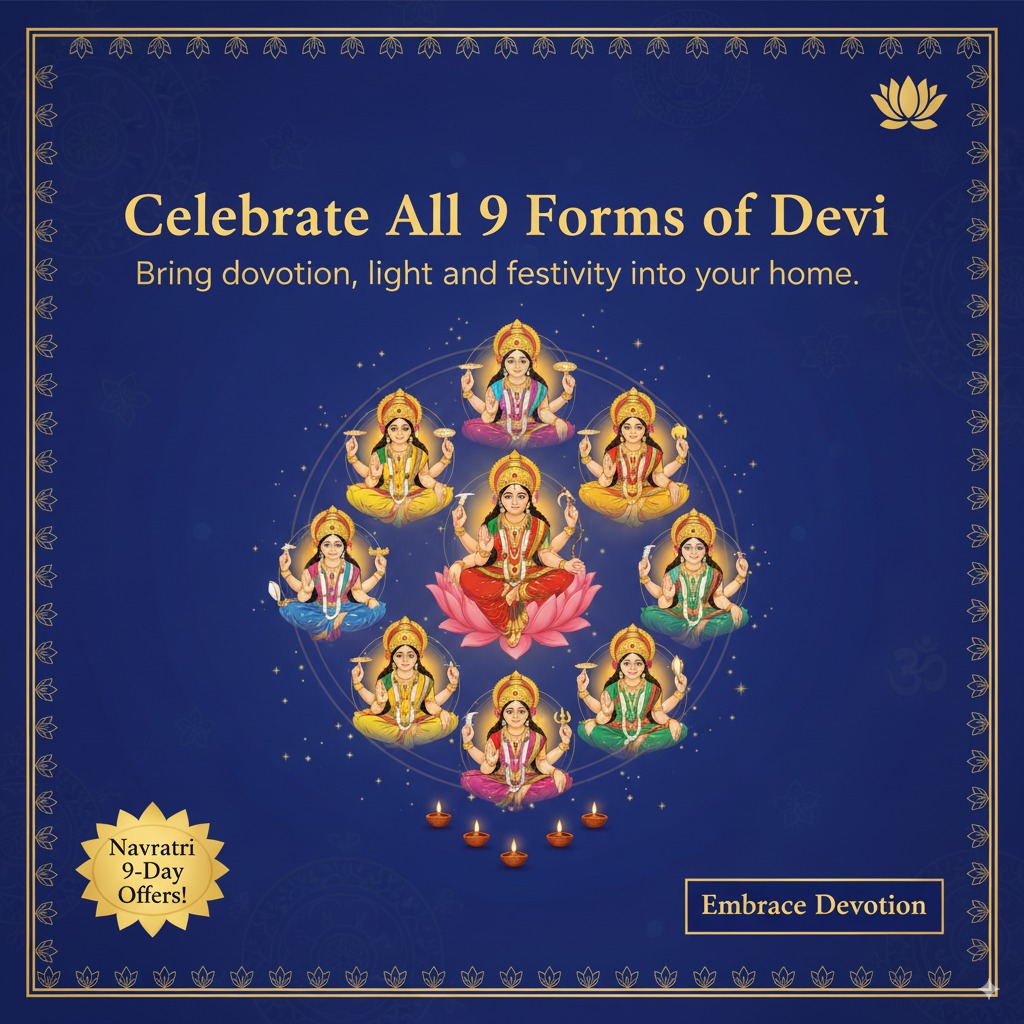 Celebrate All 9 Forms of Devi
Bring dovotion, light and festivity into your home.
ॐ
Navratri
9-Day
Offers!
Embrace Devotion